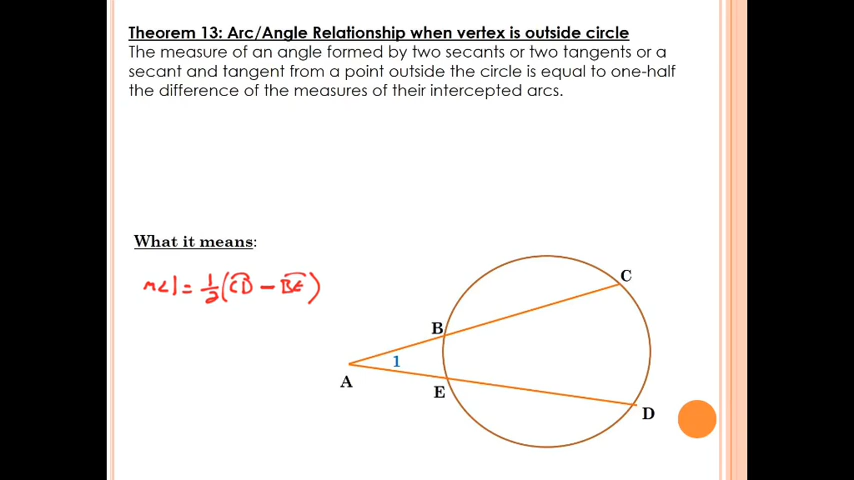 Theorem 13: Arc/Angle Relationship when vertex is outside circle
The measure of an angle formed by two secants or two tangents or a
secant and tangent from a point outside the circle is equal to one-half
the difference of the measures of their intercepted arcs.
What it means:
m∠1 = 1/2(CD − BE)
C
B
1
A
E
D